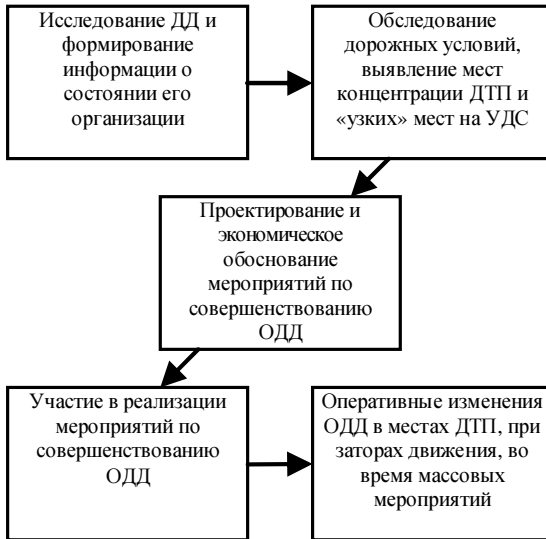 Исследование ДД и
формирование
информации о
состоянии его
организации
Обследование
дорожных условий,
выявление мест
концентрации ДТП и
«узких» мест на УДС
Проектирование и
экономическое
обоснование
мероприятий по
совершенствованию
ОДД
Участие в реализации
мероприятий по
совершенствованию
ОДД
Оперативные изменения
ОДД в местах ДТП, при
заторах движения, во
время массовых
мероприятий